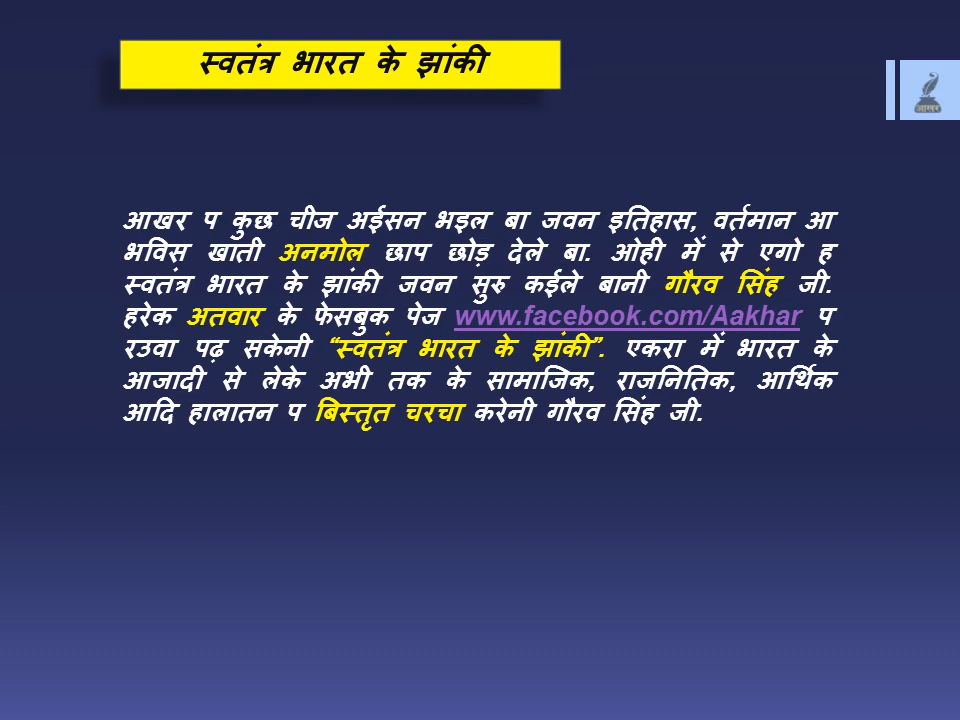 स्वतंत्र भारत के झांकी
आखर
आखर प कुछ चीज अईसन भइल बा जवन इतिहास, वर्तमान आ
भविस खाती अनमोल छाप छोड़ देले बा. ओही में से एगो ह
स्वतंत्र भारत के झांकी जवन सुरु कईले बानी गौरव सिंह जी.
हरेक अतवार के फेसबुक पेज www.facebook.com/Aakhar प
रउवा पढ़ सकेनी “स्वतंत्र भारत के झांकी”. एकरा में भारत के
आजादी से लेके अभी तक के सामाजिक, राजनितिक, आर्थिक
आदि हालातन प बिस्तृत चरचा करेनी गौरव सिंह जी.